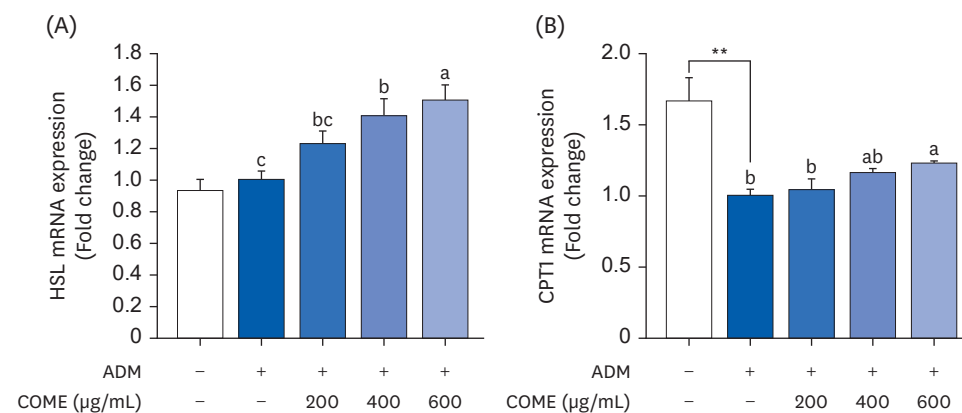 (A)
HSL mRNA expression
(Fold change)
1.8
1.6
1.4
1.2
1.0
0.8
0.6
0.4
0.2
0
c
bc
b
a
ADM − + + + +
COME (µg/mL) − − 200 400 600
(B)
CPT1 mRNA expression
(Fold change)
2.0
1.5
1.0
0.5
0
**
b
b
ab
a
ADM − + + + +
COME (µg/mL) − − 200 400 600